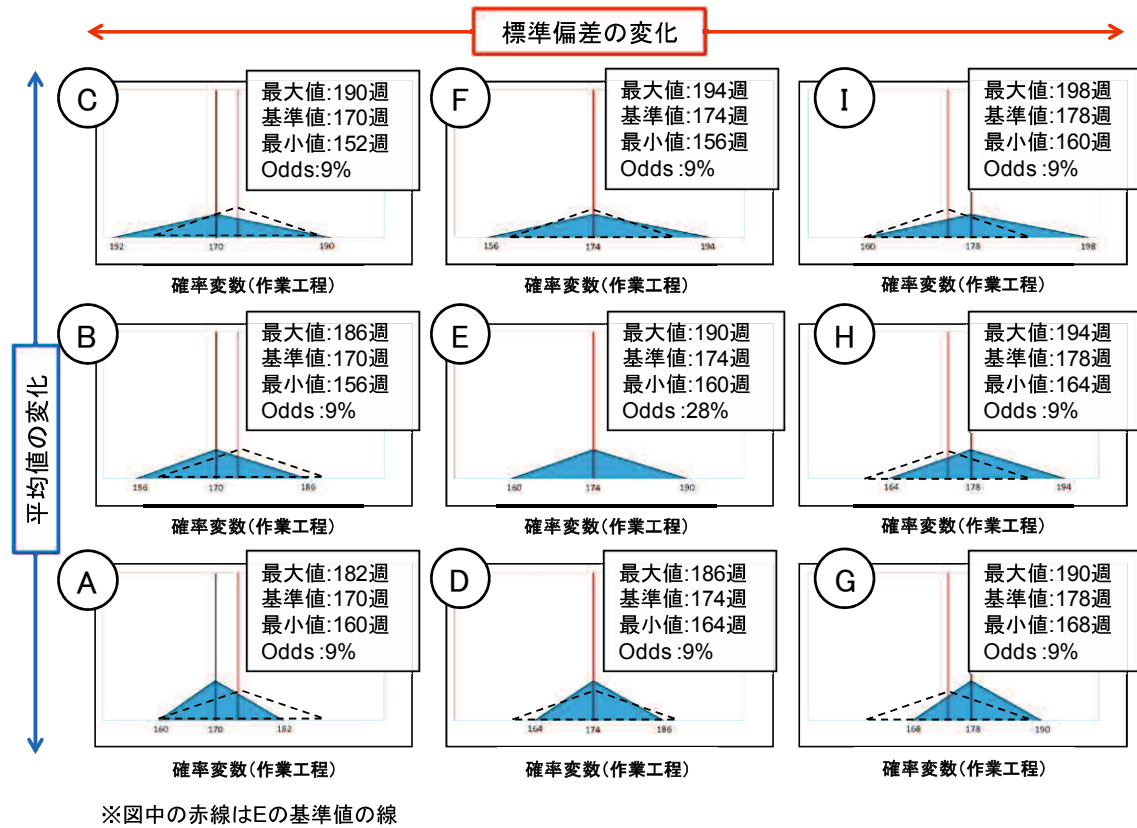 標準偏差の変化
平均値の変化
C
最大値:190週
基準値:170週
最小値:152週
Odds:9%
152 170 190
確率変数(作業工程)
F
最大値:194週
基準値:174週
最小値:156週
Odds :9%
156 174 194
確率変数(作業工程)
I
最大値:198週
基準値:178週
最小値:160週
Odds :9%
160 178 198
確率変数(作業工程)
B
最大値:186週
基準値:170週
最小値:156週
Odds :9%
156 170 186
確率変数(作業工程)
E
最大値:190週
基準値:174週
最小値:160週
Odds :28%
160 174 190
確率変数(作業工程)
H
最大値:194週
基準値:178週
最小値:164週
Odds :9%
164 178 194
確率変数(作業工程)
A
最大値:182週
基準値:170週
最小値:160週
Odds :9%
160 170 182
確率変数(作業工程)
D
最大値:186週
基準値:174週
最小値:164週
Odds :9%
164 174 186
確率変数(作業工程)
G
最大値:190週
基準値:178週
最小値:168週
Odds :9%
168 178 190
確率変数(作業工程)
※図中の赤線はEの基準値の線